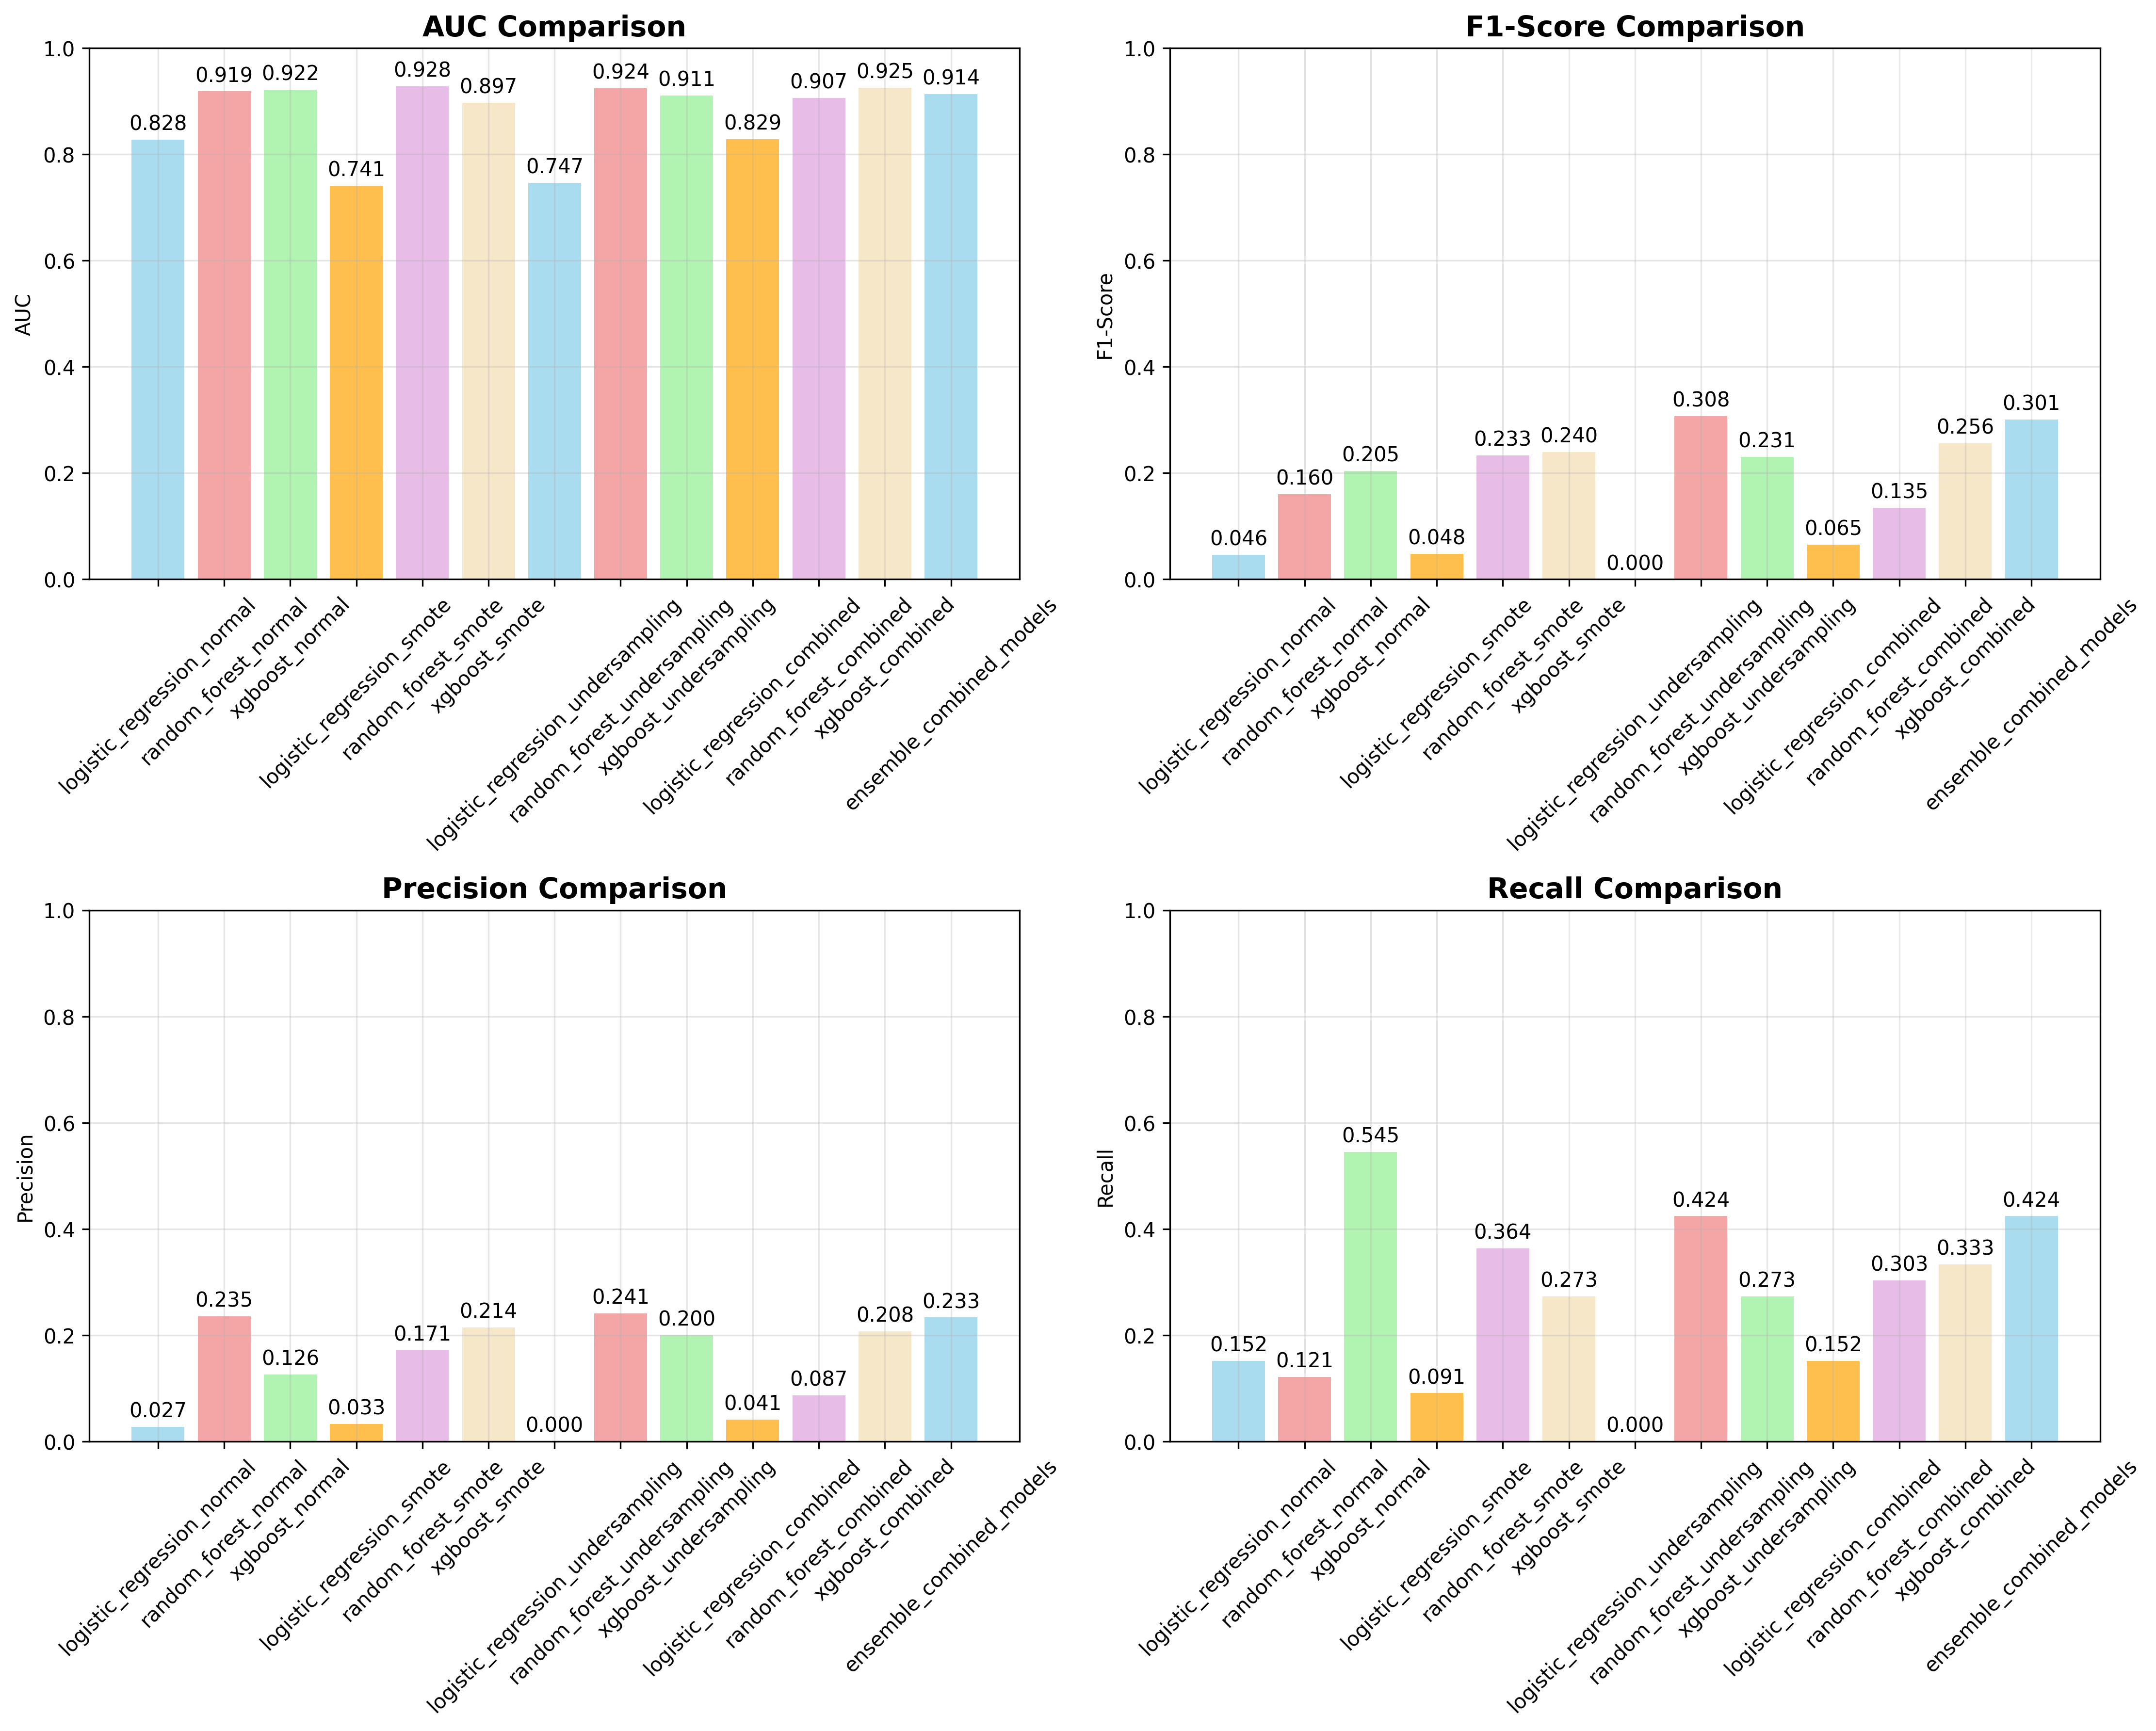 AUC Comparison
AUC
1.0
0.8
0.6
0.4
0.2
0.0
0.828
0.919
0.922
0.741
0.928
0.897
0.747
0.924
0.911
0.829
0.907
0.925
0.914
logistic_regression_normal
random_forest_normal
xgboost_normal
logistic_regression_smote
random_forest_smote
xgboost_smote
logistic_regression_undersampling
random_forest_undersampling
xgboost_undersampling
logistic_regression_combined
random_forest_combined
xgboost_combined
ensemble_combined_models
F1-Score Comparison
F1-Score
1.0
0.8
0.6
0.4
0.2
0.0
0.046
0.160
0.205
0.048
0.233
0.240
0.000
0.308
0.231
0.065
0.135
0.256
0.301
logistic_regression_normal
random_forest_normal
xgboost_normal
logistic_regression_smote
random_forest_smote
xgboost_smote
logistic_regression_undersampling
random_forest_undersampling
xgboost_undersampling
logistic_regression_combined
random_forest_combined
xgboost_combined
ensemble_combined_models
Precision Comparison
Precision
1.0
0.8
0.6
0.4
0.2
0.0
0.027
0.235
0.126
0.033
0.171
0.214
0.000
0.241
0.200
0.041
0.087
0.208
0.233
logistic_regression_normal
random_forest_normal
xgboost_normal
logistic_regression_smote
random_forest_smote
xgboost_smote
logistic_regression_undersampling
random_forest_undersampling
xgboost_undersampling
logistic_regression_combined
random_forest_combined
xgboost_combined
ensemble_combined_models
Recall Comparison
Recall
1.0
0.8
0.6
0.4
0.2
0.0
0.152
0.121
0.545
0.091
0.364
0.273
0.000
0.424
0.273
0.152
0.303
0.333
0.424
logistic_regression_normal
random_forest_normal
xgboost_normal
logistic_regression_smote
random_forest_smote
xgboost_smote
logistic_regression_undersampling
random_forest_undersampling
xgboost_undersampling
logistic_regression_combined
random_forest_combined
xgboost_combined
ensemble_combined_models